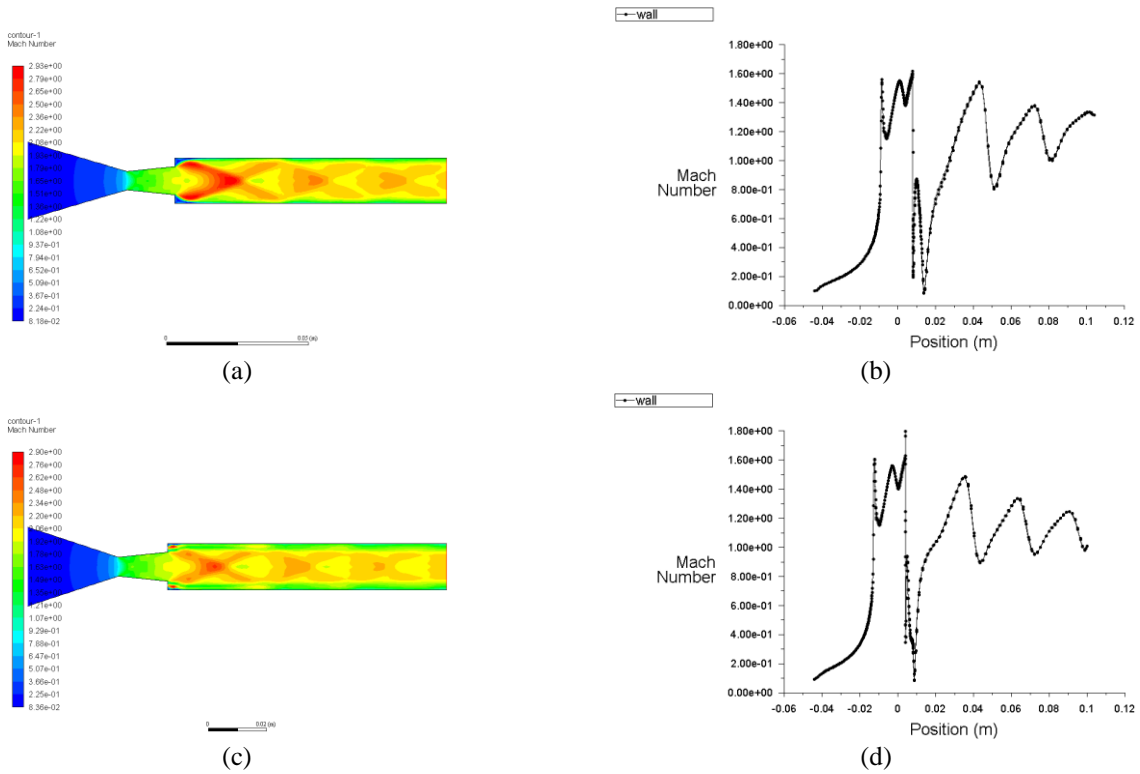 contour-1
Mach Number
2.93e+00
2.79e+00
2.65e+00
2.50e+00
2.36e+00
2.22e+00
2.08e+00
1.22e+00
1.08e+00
9.37e-01
7.94e-01
6.52e-01
5.09e-01
3.67e-01
2.24e-01
8.18e-02
0
0.03 (m)
(a)
wall
1.80e+00
1.60e+00
1.40e+00
1.20e+00
1.00e+00
8.00e-01
6.00e-01
4.00e-01
2.00e-01
0.00e+00
Mach
Number
-0.06 -0.04 -0.02 0 0.02 0.04 0.06 0.08 0.1 0.12
Position (m)
(b)
contour-1
Mach Number
2.90e+00
2.76e+00
2.62e+00
2.48e+00
2.34e+00
2.20e+00
2.06e+00
1.21e+00
1.07e+00
9.29e-01
7.88e-01
6.47e-01
5.07e-01
3.66e-01
2.25e-01
8.36e-02
0
0.02 (m)
(c)
wall
1.80e+00
1.60e+00
1.40e+00
1.20e+00
1.00e+00
8.00e-01
6.00e-01
4.00e-01
2.00e-01
0.00e+00
Mach
Number
-0.06 -0.04 -0.02 0 0.02 0.04 0.06 0.08 0.1 0.12
Position (m)
(d)